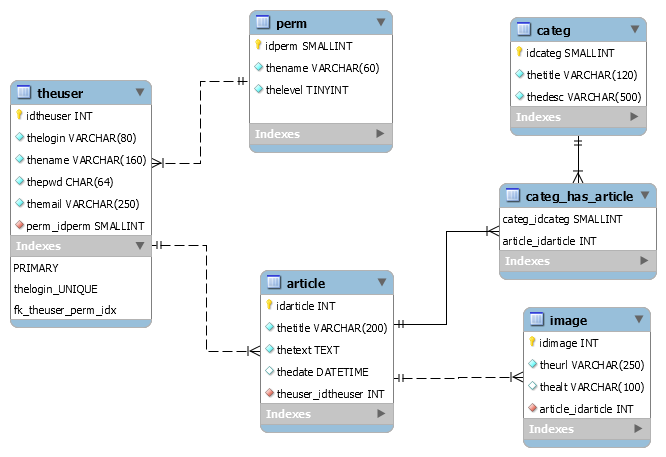 perm
idperm SMALLINT
thename VARCHAR(60)
thelevel TINYINT
Indexes
categ
idcateg SMALLINT
thetitle VARCHAR(120)
thedesc VARCHAR(500)
Indexes
theuser
idtheuser INT
thelogin VARCHAR(80)
thename VARCHAR(160)
thepwd CHAR(64)
themail VARCHAR(250)
perm_idperm SMALLINT
Indexes
PRIMARY
thelogin_UNIQUE
fk_theuser_perm_idx
categ_has_article
categ_idcateg SMALLINT
article_idarticle INT
Indexes
article
idarticle INT
thetitle VARCHAR(200)
thetext TEXT
thedate DATETIME
theuser_idtheuser INT
Indexes
image
idimage INT
theurl VARCHAR(250)
thealt VARCHAR(100)
article_idarticle INT
Indexes